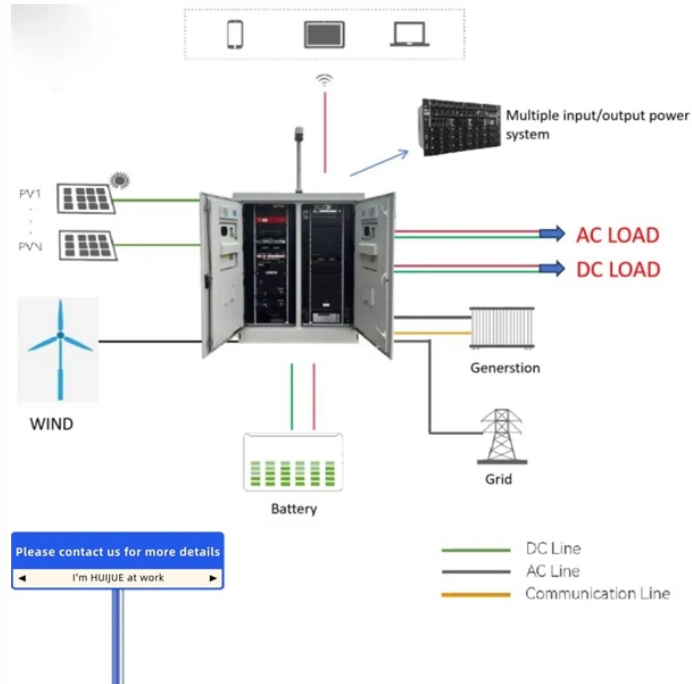 Multiple input/output power
system
PV1
PVN
AC LOAD
DC LOAD
Generstion
WIND
Grid
Battery
Please contact us for more details
I'm HUIJUE at work
DC Line
AC Line
Communication Line